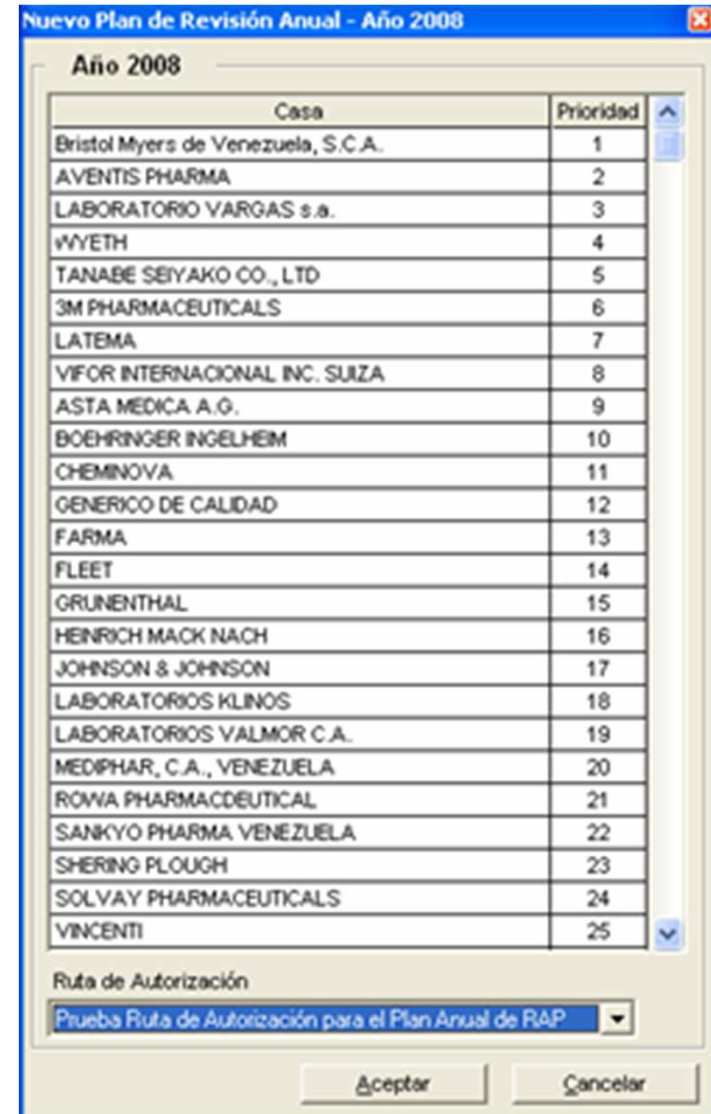 Nuevo Plan de Revisión Anual - Año 2008
Año 2008
Casa Prioridad
Bristol Myers de Venezuela, S.C.A. 1
AVENTIS PHARMA 2
LABORATORIO VARGAS s.a. 3
WYETH 4
TANABE SEIYAKO CO., LTD 5
3M PHARMACEUTICALS 6
LATEMA 7
VIFOR INTERNACIONAL INC. SUIZA 8
ASTA MEDICA A.G. 9
BOEHRINGER INGELHEIM 10
CHEMINOVA 11
GENERICO DE CALIDAD 12
FARMA 13
FLEET 14
GRUNENTHAL 15
HEINRICH MACK NACH 16
JOHNSON & JOHNSON 17
LABORATORIOS KLINOS 18
LABORATORIOS VALMOR C.A. 19
MEDIPHAR, C.A., VENEZUELA 20
ROWA PHARMACDEUTICAL 21
SANKYO PHARMA VENEZUELA 22
SHERING PLOUGH 23
SOLVAY PHARMACEUTICALS 24
VINCENTI 25
Ruta de Autorización
Prueba Ruta de Autorización para el Plan Anual de RAP
Aceptar Cancelar